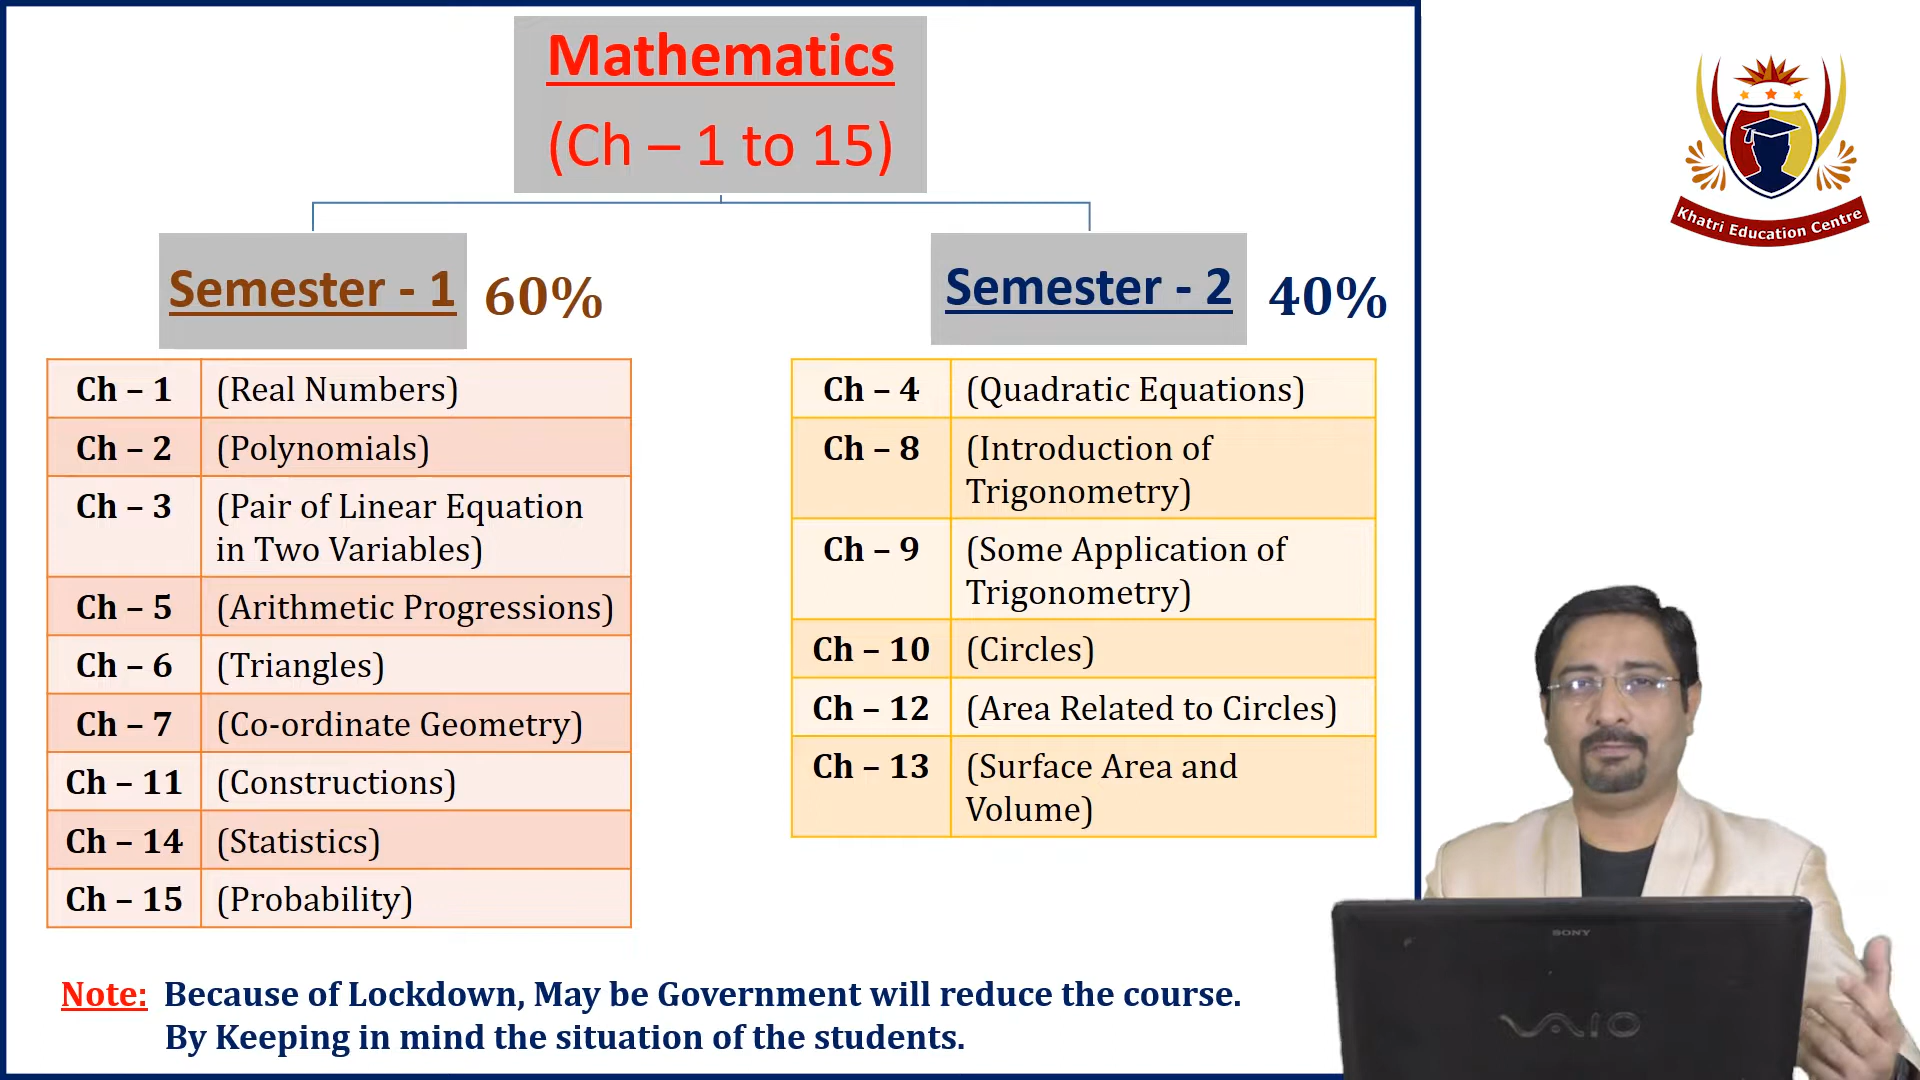 Mathematics
(Ch – 1 to 15)
Khatri Education Centre
Semester - 1 60%
Semester - 2 40%
Ch – 1 (Real Numbers)
Ch – 2 (Polynomials)
Ch – 3 (Pair of Linear Equation
in Two Variables)
Ch – 5 (Arithmetic Progressions)
Ch – 6 (Triangles)
Ch – 7 (Co-ordinate Geometry)
Ch – 11 (Constructions)
Ch – 14 (Statistics)
Ch – 15 (Probability)
Ch – 4 (Quadratic Equations)
Ch – 8 (Introduction of
Trigonometry)
Ch – 9 (Some Application of
Trigonometry)
Ch – 10 (Circles)
Ch – 12 (Area Related to Circles)
Ch – 13 (Surface Area and
Volume)
Note: Because of Lockdown, May be Government will reduce the course.
By Keeping in mind the situation of the students.
SONY
VAIO